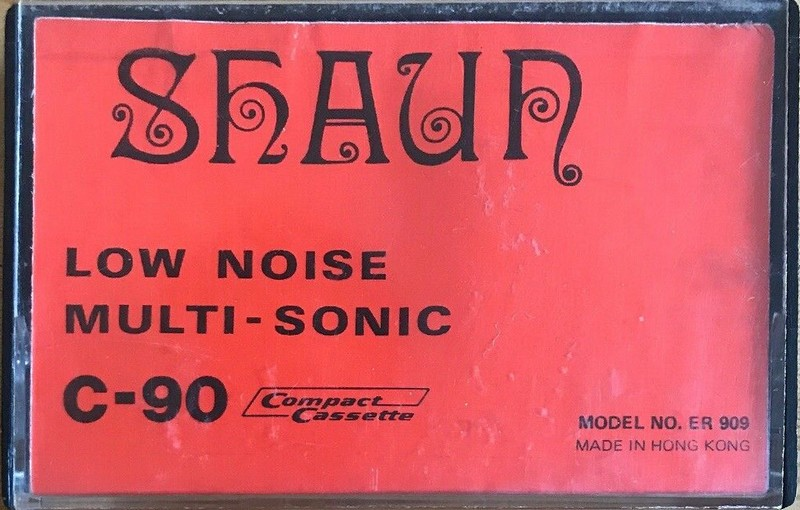 SHAUN
LOW NOISE
MULTI-SONIC
C-90 Compact Cassette
MODEL NO. ER 909
MADE IN HONG KONG